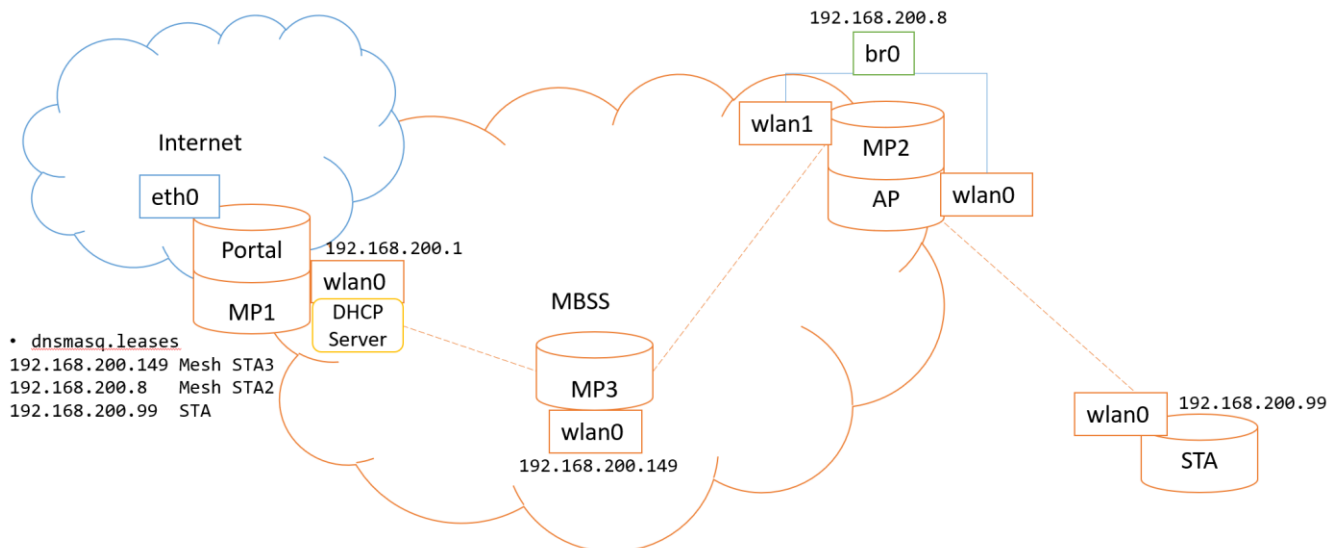 192.168.200.8
br0
wlan1
MP2
AP
wlan0
Internet
eth0
Portal
MP1
192.168.200.1
wlan0
DHCP
Server
• dnsmasq.leases
192.168.200.149 Mesh STA3
192.168.200.8 Mesh STA2
192.168.200.99 STA
MBSS
MP3
wlan0
192.168.200.149
wlan0
192.168.200.99
STA